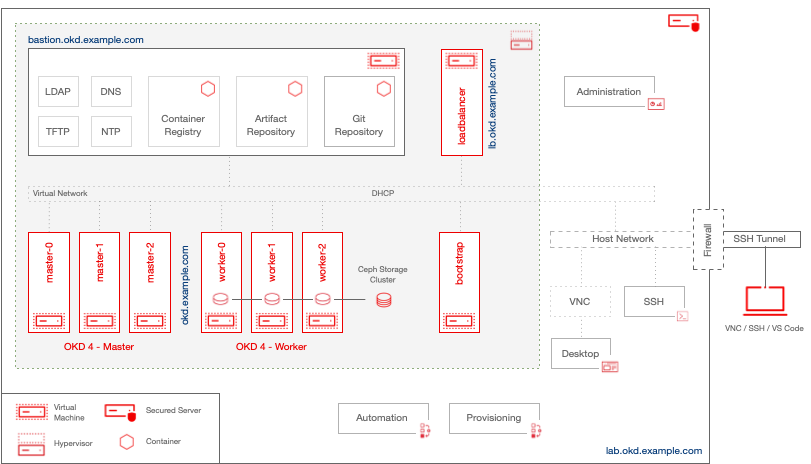 bastion.okd.example.com
LDAP
DNS
TFTP
NTP
Container
Registry
Artifact
Repository
Git
Repository
loadbalancer
lb.okd.example.com
Administration
Virtual Network
DHCP
master-0
master-1
master-2
okd.example.com
worker-0
worker-1
worker-2
Ceph Storage
Cluster
bootstrap
OKD 4 - Master
OKD 4 - Worker
Host Network
Firewall
SSH Tunnel
VNC
SSH
Desktop
VNC / SSH / VS Code
Virtual
Machine
Secured Server
Hypervisor
Container
Automation
Provisioning
lab.okd.example.com